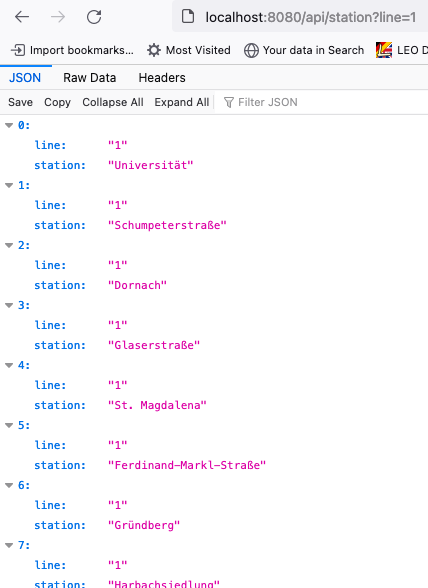 localhost:8080/api/station?line=1
Import bookmarks... Most Visited Your data in Search LEO D
JSON Raw Data Headers
Save Copy Collapse All Expand All Filter JSON
0:
line: "1"
station: "Universität"
1:
line: "1"
station: "Schumpeterstraße"
2:
line: "1"
station: "Dornach"
3:
line: "1"
station: "Glaserstraße"
4:
line: "1"
station: "St. Magdalena"
5:
line: "1"
station: "Ferdinand-Markl-Straße"
6:
line: "1"
station: "Gründberg"
7:
line: "1"
station: "Harbachsiedlung"